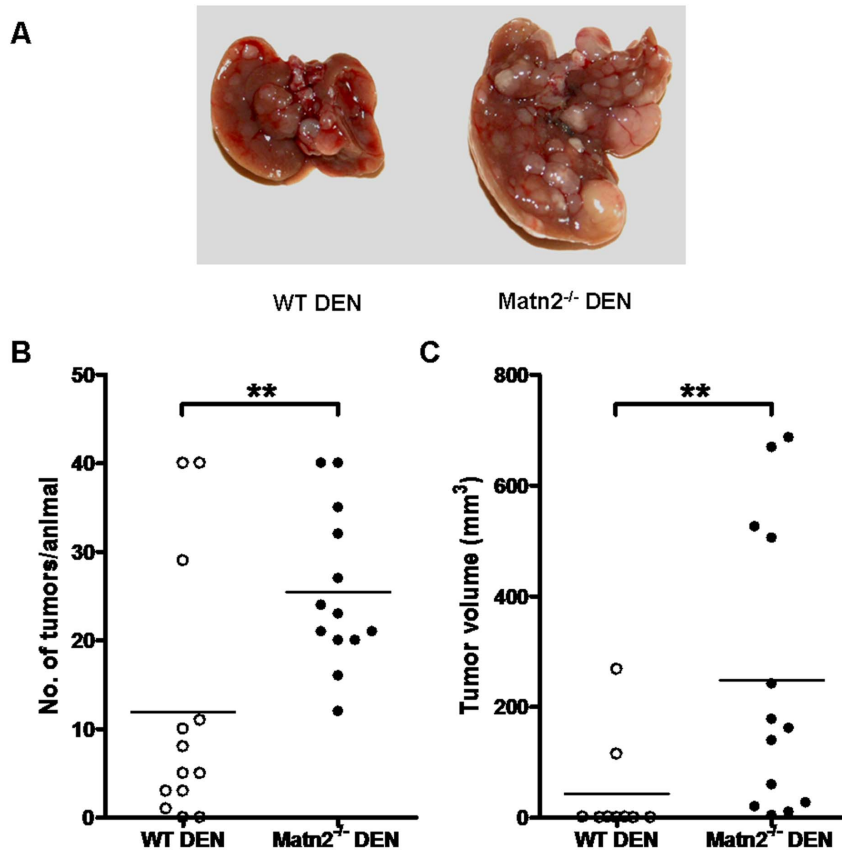 A
WT DEN
Matn2-/- DEN
B
**
No. of tumors/animal
50
40
30
20
10
0
WT DEN
Matn2-/- DEN
C
**
Tumor volume (mm3)
800
600
400
200
0
WT DEN
Matn2-/- DEN